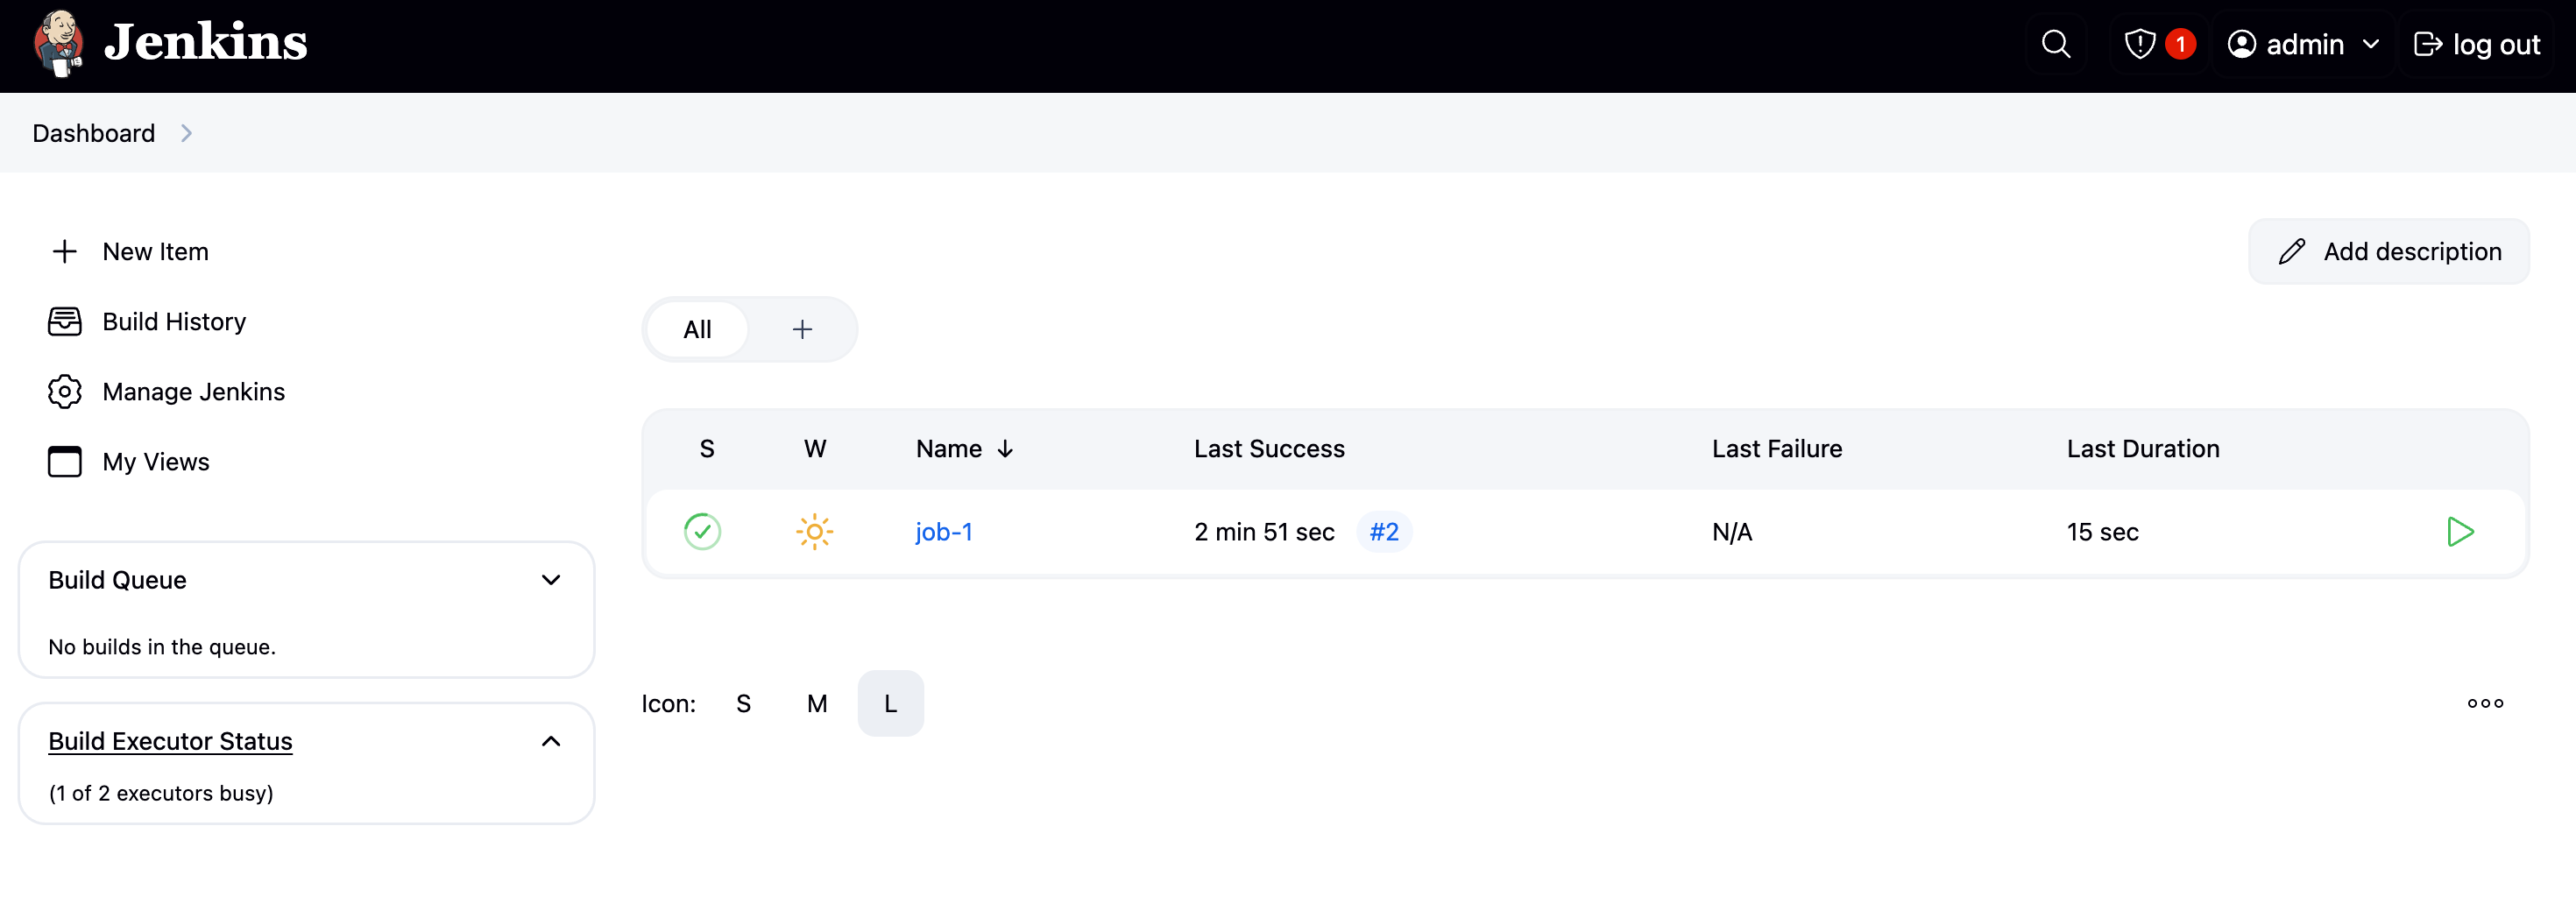 Jenkins
1
admin
log out
Dashboard
New Item
Build History
Manage Jenkins
My Views
Build Queue
No builds in the queue.
Build Executor Status
(1 of 2 executors busy)
Add description
All +
S W Name ↓ Last Success Last Failure Last Duration
job-1 2 min 51 sec #2 N/A 15 sec
Icon: S M L